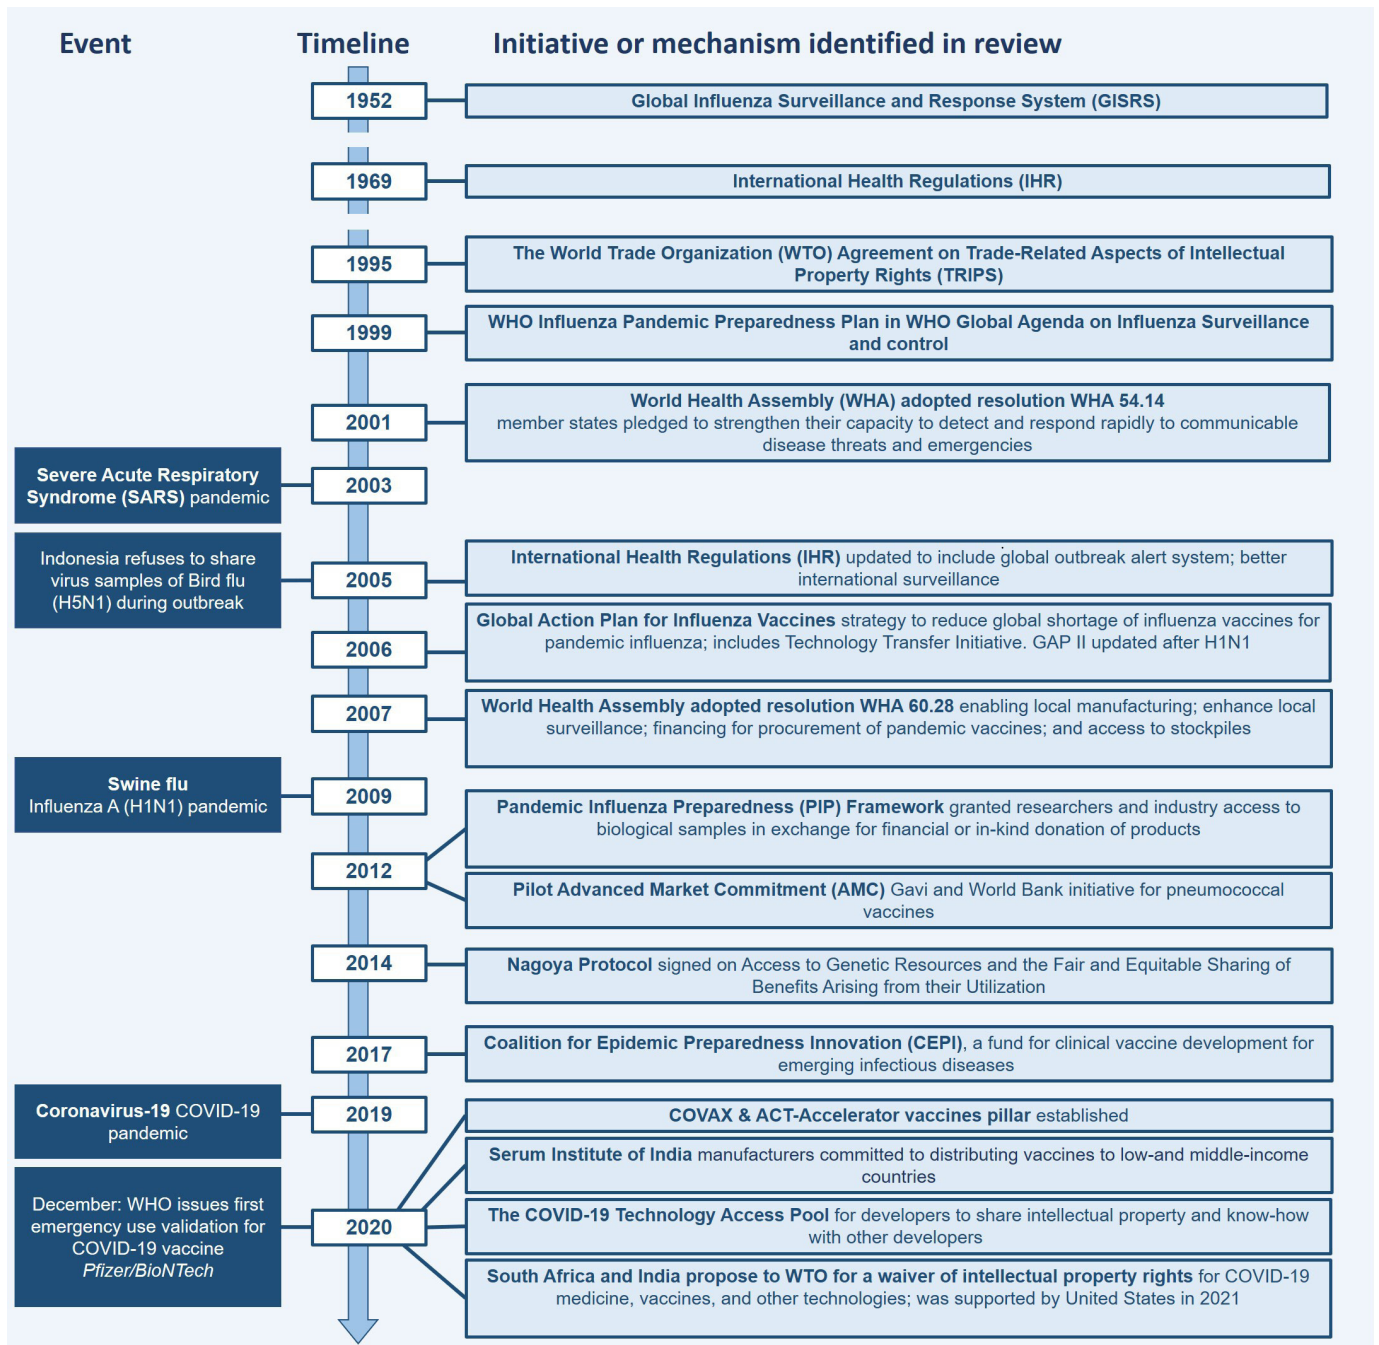 Event
Timeline
Initiative or mechanism identified in review
1952
Global Influenza Surveillance and Response System (GISRS)
1969
International Health Regulations (IHR)
1995
The World Trade Organization (WTO) Agreement on Trade-Related Aspects of Intellectual
Property Rights (TRIPS)
1999
WHO Influenza Pandemic Preparedness Plan in WHO Global Agenda on Influenza Surveillance
and control
2001
World Health Assembly (WHA) adopted resolution WHA 54.14
member states pledged to strengthen their capacity to detect and respond rapidly to communicable
disease threats and emergencies
Severe Acute Respiratory
Syndrome (SARS) pandemic
2003
Indonesia refuses to share
virus samples of Bird flu
(H5N1) during outbreak
2005
International Health Regulations (IHR) updated to include global outbreak alert system; better
international surveillance
2006
Global Action Plan for Influenza Vaccines strategy to reduce global shortage of influenza vaccines for
pandemic influenza; includes Technology Transfer Initiative. GAP II updated after H1N1
2007
World Health Assembly adopted resolution WHA 60.28 enabling local manufacturing; enhance local
surveillance; financing for procurement of pandemic vaccines; and access to stockpiles
Swine flu
Influenza A (H1N1) pandemic
2009
2012
Pandemic Influenza Preparedness (PIP) Framework granted researchers and industry access to
biological samples in exchange for financial or in-kind donation of products
Pilot Advanced Market Commitment (AMC) Gavi and World Bank initiative for pneumococcal
vaccines
2014
Nagoya Protocol signed on Access to Genetic Resources and the Fair and Equitable Sharing of
Benefits Arising from their Utilization
2017
Coalition for Epidemic Preparedness Innovation (CEPI), a fund for clinical vaccine development for
emerging infectious diseases
Coronavirus-19 COVID-19
pandemic
2019
December: WHO issues first
emergency use validation for
COVID-19 vaccine
Pfizer/BioNTech
2020
COVAX & ACT-Accelerator vaccines pillar established
Serum Institute of India manufacturers committed to distributing vaccines to low-and middle-income
countries
The COVID-19 Technology Access Pool for developers to share intellectual property and know-how
with other developers
South Africa and India propose to WTO for a waiver of intellectual property rights for COVID-19
medicine, vaccines, and other technologies; was supported by United States in 2021